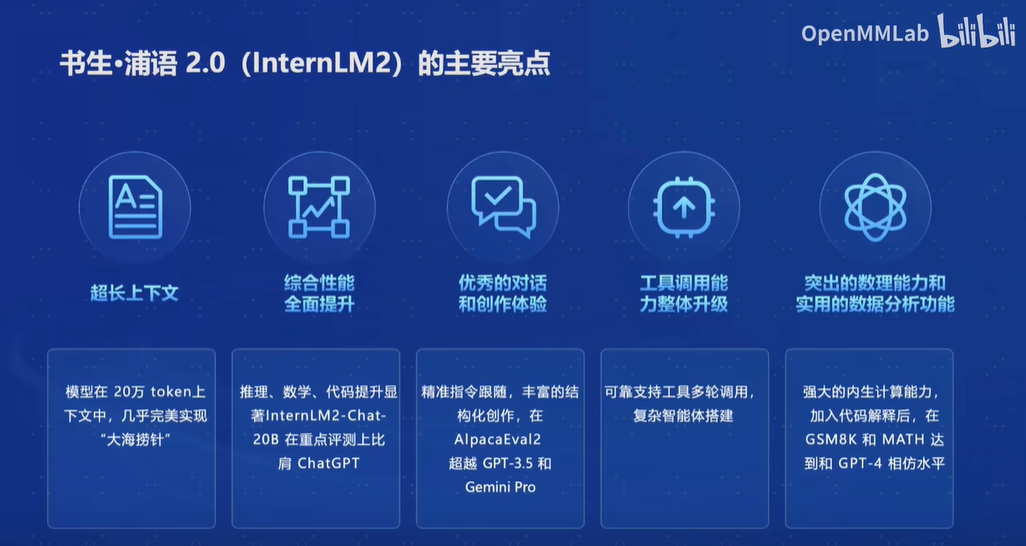 OpenMMLab bilibili
书生·浦语 2.0（InternLM2）的主要亮点
超长上下文
综合性能
全面提升
优秀的对话
和创作体验
工具调用能
力整体升级
突出的数理能力和
实用的数据分析功能
模型在 20万 token上
下文中，几乎完美实现
“大海捞针”
推理、数学、代码提升显
著InternLM2-Chat-
20B 在重点评测上比
肩 ChatGPT
精准指令跟随，丰富的结
构化创作，在
AlpacaEval2
超越 GPT-3.5 和
Gemini Pro
可靠支持工具多轮调用，
复杂智能体搭建
强大的内生计算能力，
加入代码解释后，在
GSM8K 和 MATH 达
到和 GPT-4 相仿水平